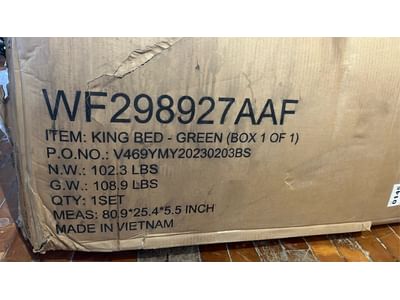 WF298927AAF
ITEM: KING BED - GREEN (BOX 1 OF 1)
P.O.NO.: V469YMY20230203BS
N.W.: 102.3 LBS
G.W.: 108.9 LBS
QTY: 1SET
MEAS: 80.9*25.4*5.5 INCH
MADE IN VIETNAM